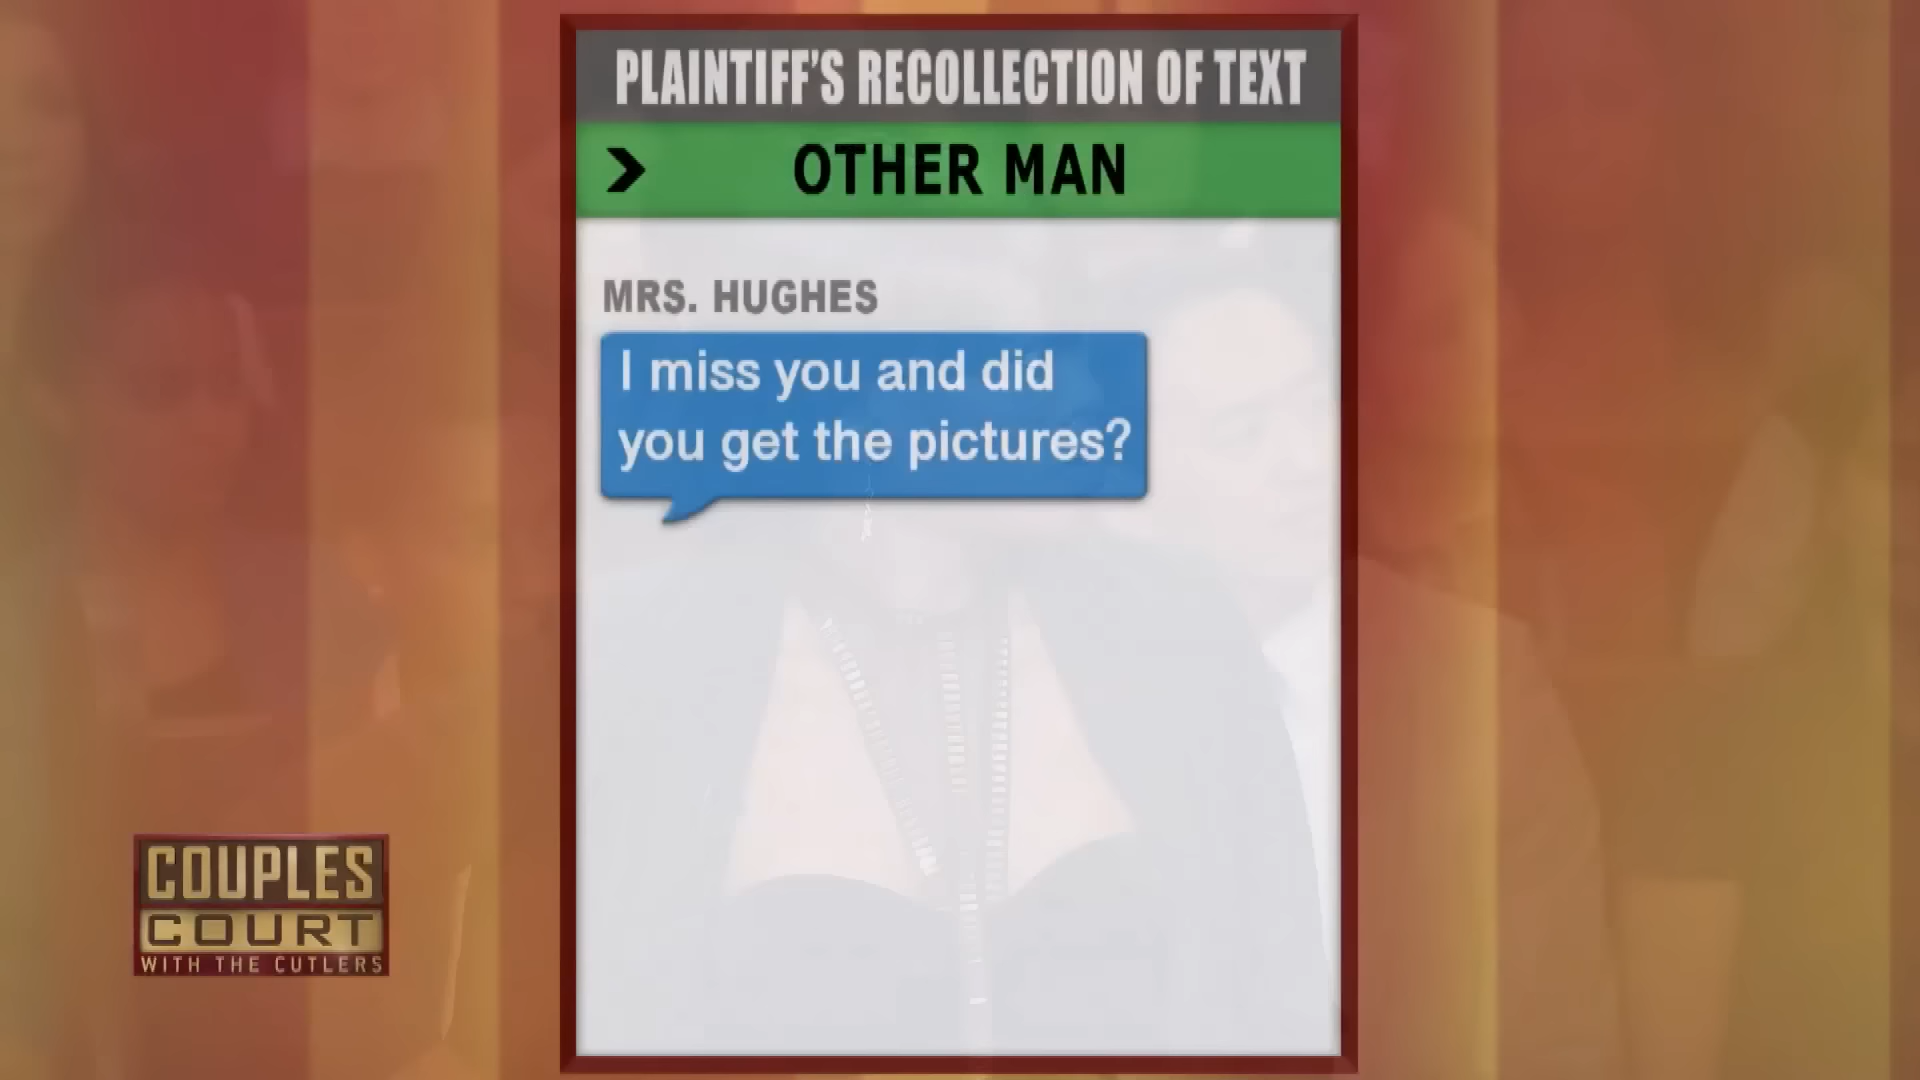 PLAINTIFF'S RECOLLECTION OF TEXT
OTHER MAN
MRS. HUGHES
I miss you and did
you get the pictures?
COUPLES
COURT
WITH THE CUTLERS